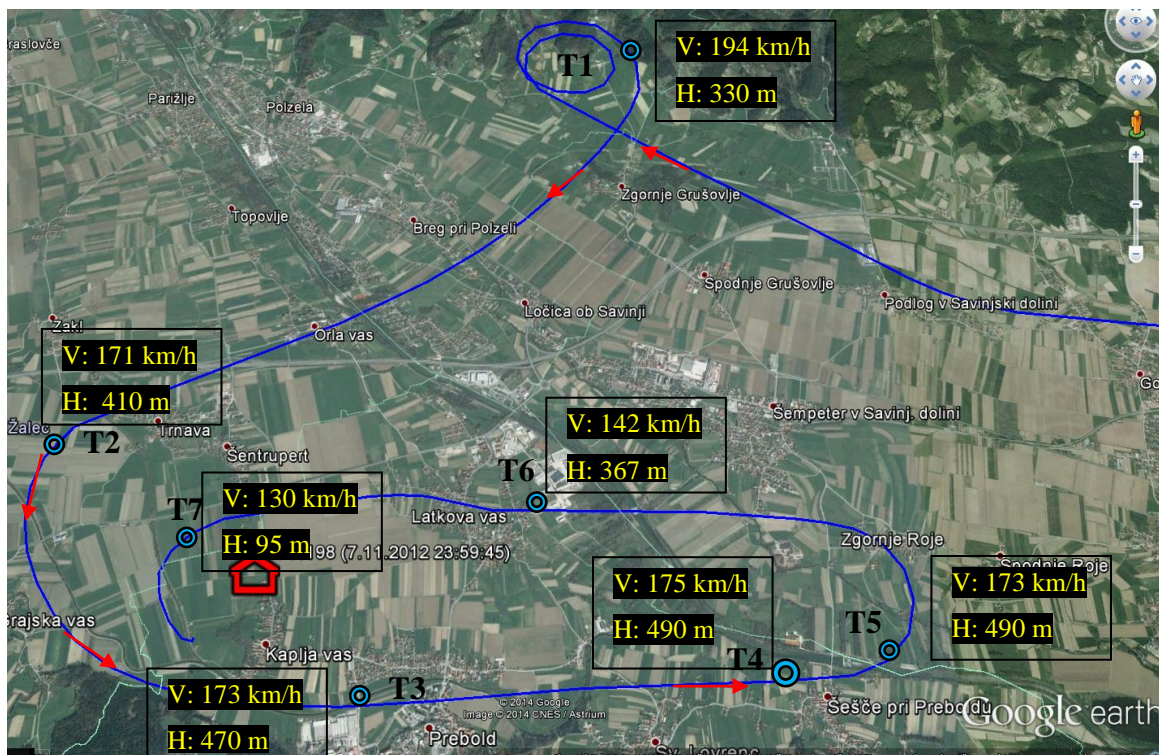 raslovče
V: 194 km/h
H: 330 m
T1
Parižlje
Polzela
Zgornje Grušovlje
Topovlje
Breg pri Polzeli
Spodnje Grušovlje
Podlog v Savinjski dolini
Ločica ob Savinji
Zakl
Orla vas
V: 171 km/h
H: 410 m
Go
Žalec
T2
Trnava
Šentrupert
V: 142 km/h
H: 367 m
Šempeter v Savinj. dolini
T6
T7
V: 130 km/h
H: 95 m
Latkova vas
198 (7.11.2012 23:59:45)
Zgornje Roje
Spodnje Roje
V: 175 km/h
H: 490 m
V: 173 km/h
H: 490 m
Grajska vas
Kaplja vas
T5
T4
V: 173 km/h
H: 470 m
T3
© 2014 Google
Image © 2014 CNES / Astrium
Šešče pri Preboldu
Google earth
Prebold
Sv. Lovrenc